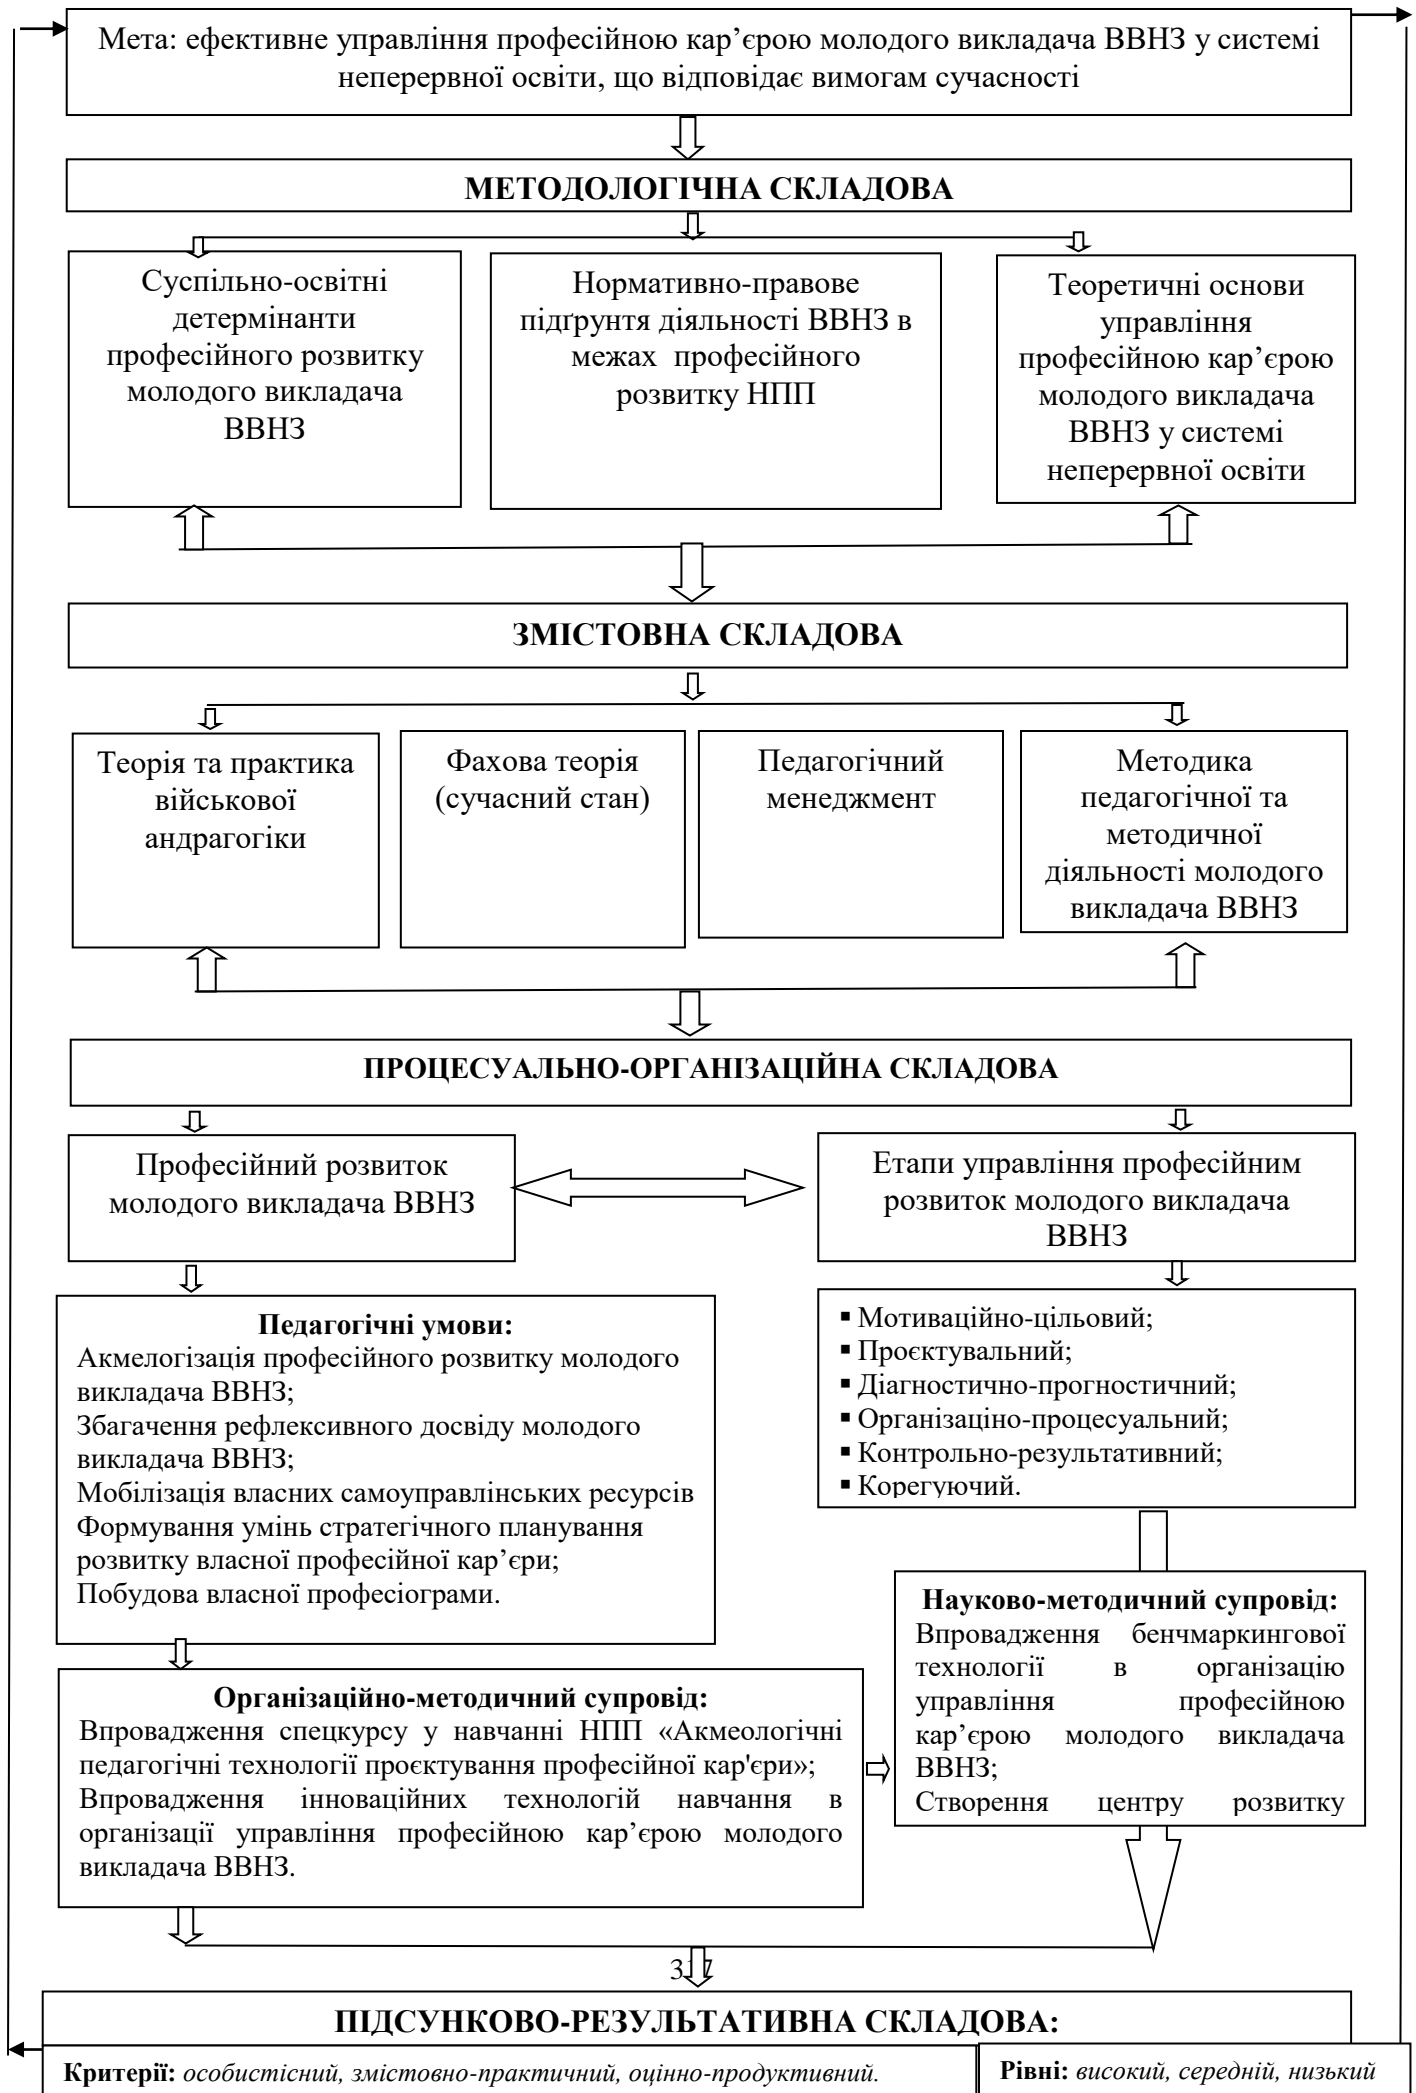 Мета: ефективне управління професійною кар’єрою молодого викладача ВВНЗ у системі
неперервної освіти, що відповідає вимогам сучасності
МЕТОДОЛОГІЧНА СКЛАДОВА
Суспільно-освітні
детермінанти
професійного розвитку
молодого викладача
ВВНЗ
Нормативно-правове
підґрунтя діяльності ВВНЗ в
межах професійного
розвитку НПП
Теоретичні основи
управління
професійною кар’єрою
молодого викладача
ВВНЗ у системі
неперервної освіти
ЗМІСТОВНА СКЛАДОВА
Теорія та практика
військової
андрагогіки
Фахова теорія
(сучасний стан)
Педагогічний
менеджмент
Методика
педагогічної та
методичної
діяльності молодого
викладача ВВНЗ
ПРОЦЕСУАЛЬНО-ОРГАНІЗАЦІЙНА СКЛАДОВА
Професійний розвиток
молодого викладача ВВНЗ
Етапи управління професійним
розвиток молодого викладача
ВВНЗ
Педагогічні умови:
Акмелогізація професійного розвитку молодого
викладача ВВНЗ;
Збагачення рефлексивного досвіду молодого
викладача ВВНЗ;
Мобілізація власних самоуправлінських ресурсів
Формування умінь стратегічного планування
розвитку власної професійної кар’єри;
Побудова власної професіограми.
▪ Мотиваційно-цільовий;
▪ Проєктувальний;
▪ Діагностично-прогностичний;
▪ Організаціно-процесуальний;
▪ Контрольно-результативний;
▪ Корегуючий.
Організаційно-методичний супровід:
Впровадження спецкурсу у навчанні НПП «Акмеологічні
педагогічні технології проєктування професійної кар'єри»;
Впровадження інноваційних технологій навчання в
організації управління професійною кар’єрою молодого
викладача ВВНЗ.
Науково-методичний супровід:
Впровадження бенчмаркингової
технології в організацію
управління професійною
кар’єрою молодого викладача
ВВНЗ;
Створення центру розвитку
ПІДСУНКОВО-РЕЗУЛЬТАТИВНА СКЛАДОВА:
Критерії: особистісний, змістовно-практичний, оцінно-продуктивний.
Рівні: високий, середній, низький